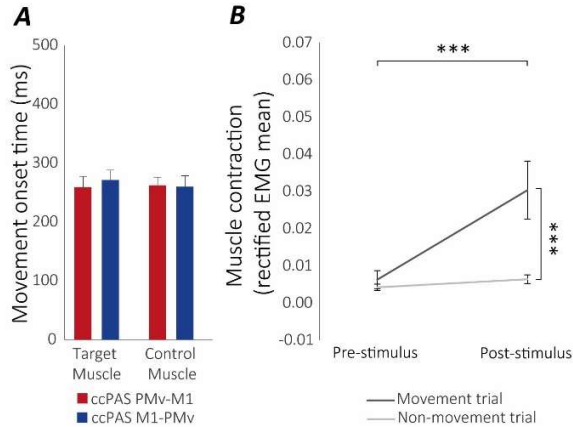 A
Movement onset time (ms)
500
400
300
200
100
0
Target
Muscle
Control
Muscle
ccPAS PMv-M1
ccPAS M1-PMv
B
Muscle contraction
(rectified EMG mean)
0.07
0.06
0.05
0.04
0.03
0.02
0.01
0.00
-0.01
***
***
Pre-stimulus
Post-stimulus
Movement trial
Non-movement trial